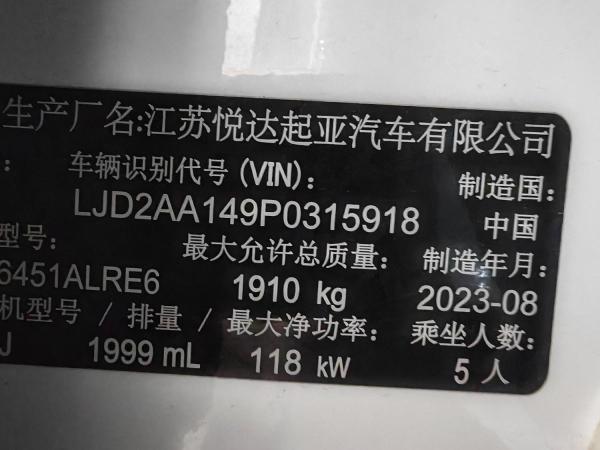 生产厂名:江苏悦达起亚汽车有限公司
车辆识别代号(VIN): 制造国:
LJD2AA149P0315918 中国
型号: 最大允许总质量: 制造年月:
6451ALRE6 1910 kg 2023-08
机型号 / 排量 / 最大净功率: 乘坐人数:
J 1999 mL 118 kW 5 人